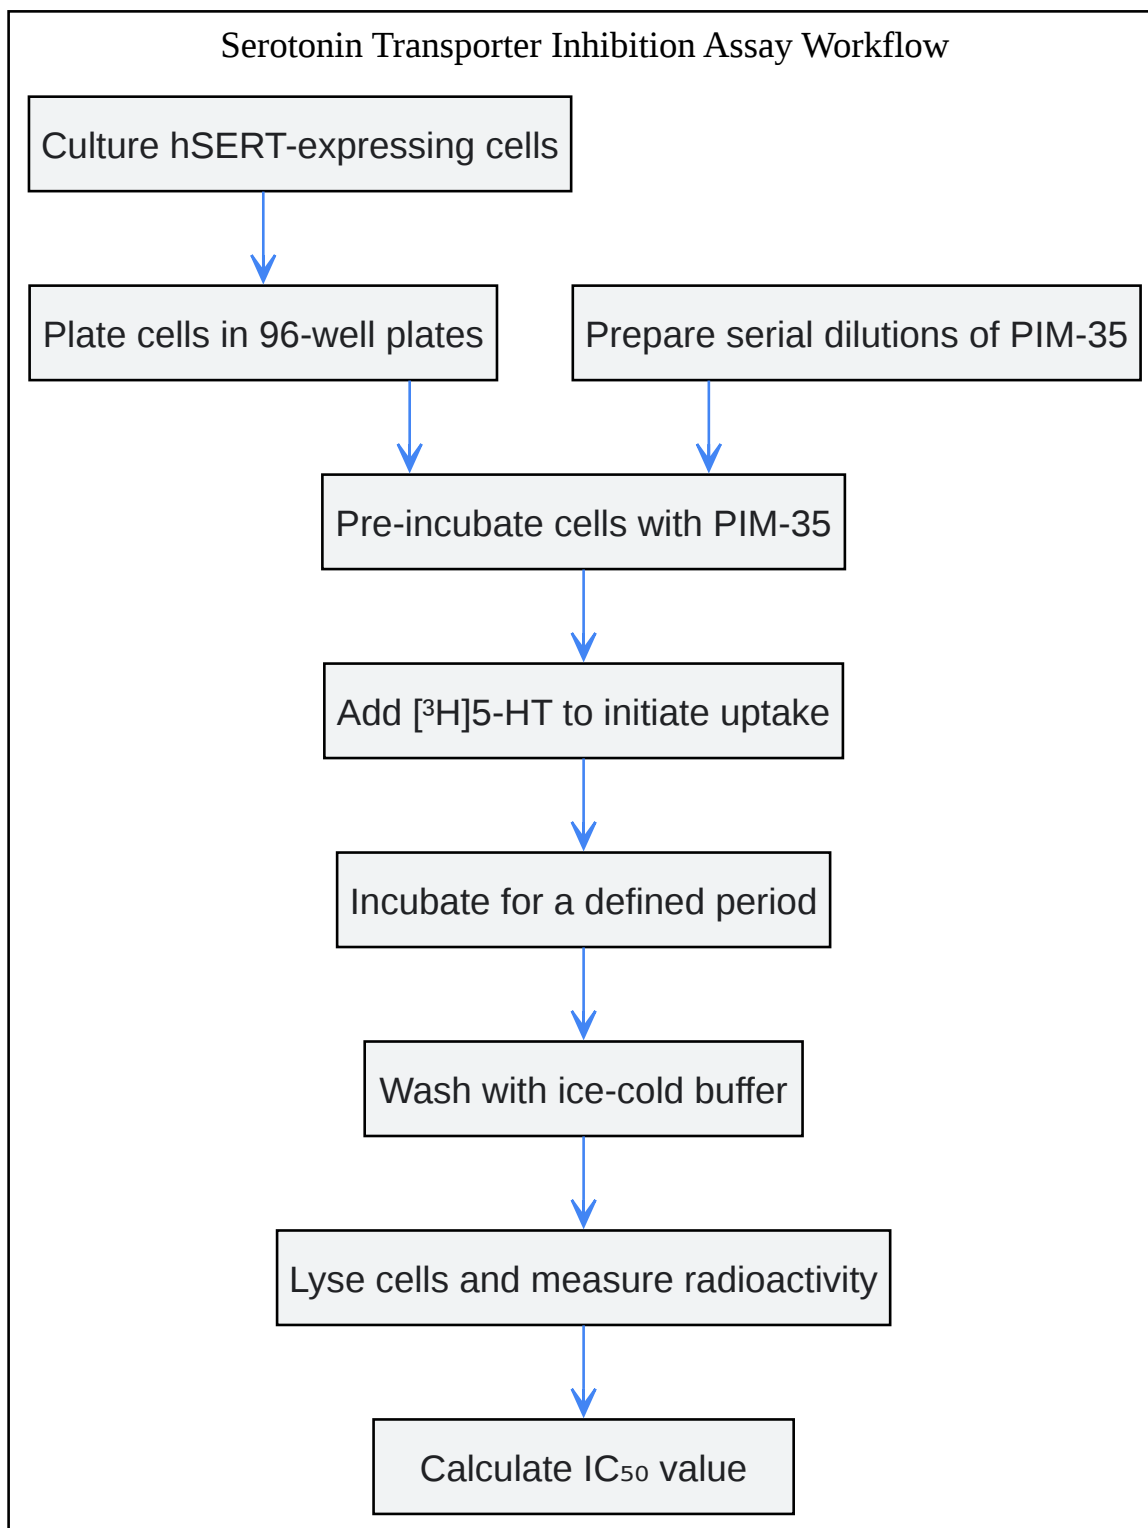 Serotonin Transporter Inhibition Assay Workflow
Culture hSERT-expressing cells
Plate cells in 96-well plates
Prepare serial dilutions of PIM-35
Pre-incubate cells with PIM-35
Add [³H]5-HT to initiate uptake
Incubate for a defined period
Wash with ice-cold buffer
Lyse cells and measure radioactivity
Calculate IC₅₀ value